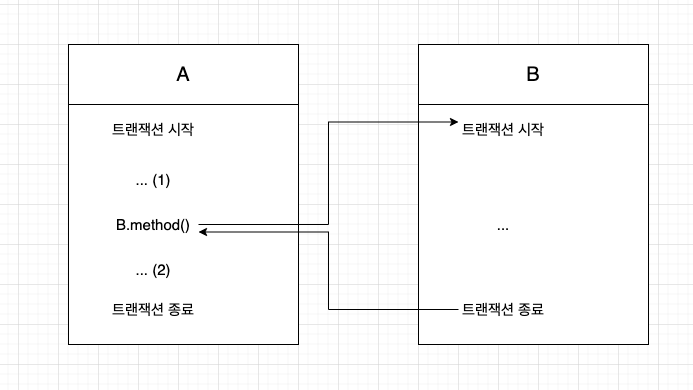 A
트랜잭션 시작
... (1)
B.method()
... (2)
트랜잭션 종료
B
트랜잭션 시작
...
트랜잭션 종료